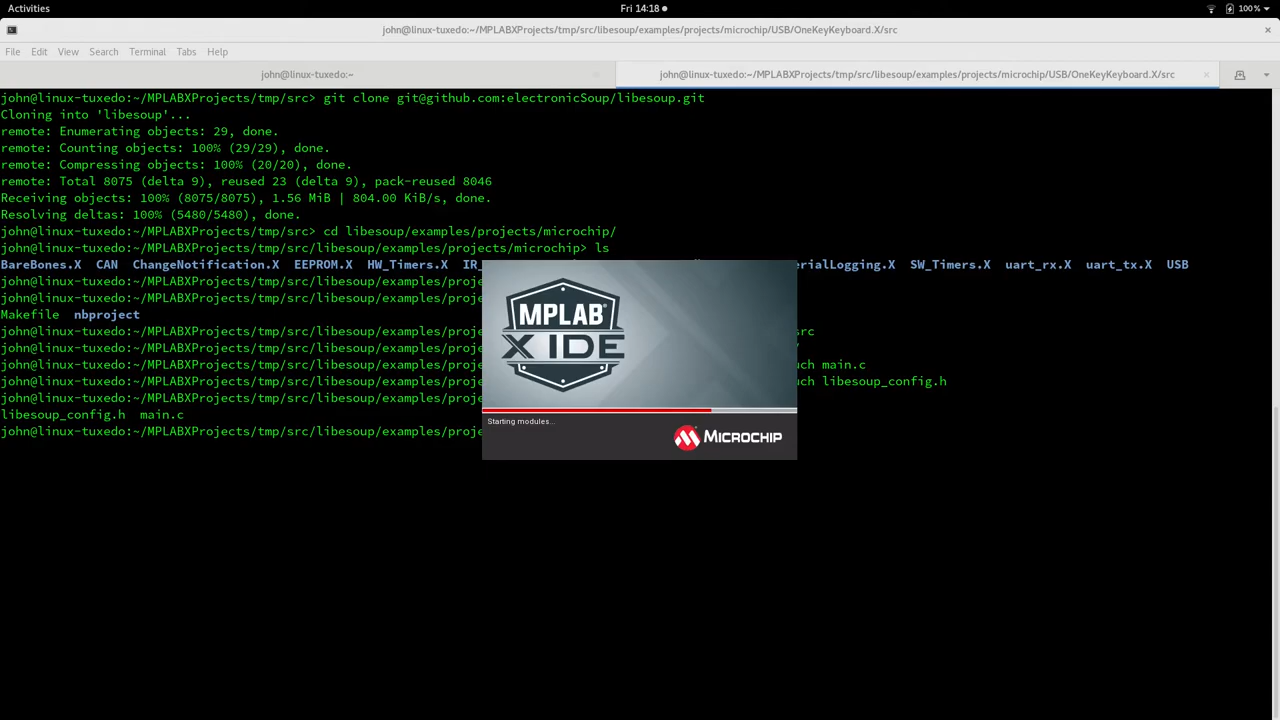 Activities
Fri 14:18
100%
john@linux-tuxedo:~/MPLABXProjects/tmp/src/libesoup/examples/projects/microchip/USB/OneKeyKeyboard.X/src
File Edit View Search Terminal Tabs Help
john@linux-tuxedo:~
john@linux-tuxedo:~/MPLABXProjects/tmp/src/libesoup/examples/projects/microchip/USB/OneKeyKeyboard.X/src
john@linux-tuxedo:~/MPLABXProjects/tmp/src> git clone git@github.com:electronicSoup/libesoup.git
Cloning into 'libesoup'...
remote: Enumerating objects: 29, done.
remote: Counting objects: 100% (29/29), done.
remote: Compressing objects: 100% (20/20), done.
remote: Total 8075 (delta 9), reused 23 (delta 9), pack-reused 8046
Receiving objects: 100% (8075/8075), 1.56 MiB | 804.00 KiB/s, done.
Resolving deltas: 100% (5480/5480), done.
john@linux-tuxedo:~/MPLABXProjects/tmp/src> cd libesoup/examples/projects/microchip/
john@linux-tuxedo:~/MPLABXProjects/tmp/src/libesoup/examples/projects/microchip> ls
BareBones.X CAN ChangeNotification.X EEPROM.X HW_Timers.X IR_ erialLogging.X SW_Timers.X uart_rx.X uart_tx.X USB
john@linux-tuxedo:~/MPLABXProjects/tmp/src/libesoup/examples/proje
john@linux-tuxedo:~/MPLABXProjects/tmp/src/libesoup/examples/proje
Makefile nbproject
john@linux-tuxedo:~/MPLABXProjects/tmp/src/libesoup/examples/proje src
john@linux-tuxedo:~/MPLABXProjects/tmp/src/libesoup/examples/proje /
john@linux-tuxedo:~/MPLABXProjects/tmp/src/libesoup/examples/proje uch main.c
john@linux-tuxedo:~/MPLABXProjects/tmp/src/libesoup/examples/proje uch libesoup_config.h
john@linux-tuxedo:~/MPLABXProjects/tmp/src/libesoup/examples/proje
libesoup_config.h main.c
john@linux-tuxedo:~/MPLABXProjects/tmp/src/libesoup/examples/proje
MPLAB®
X IDE
Starting modules...
MICROCHIP